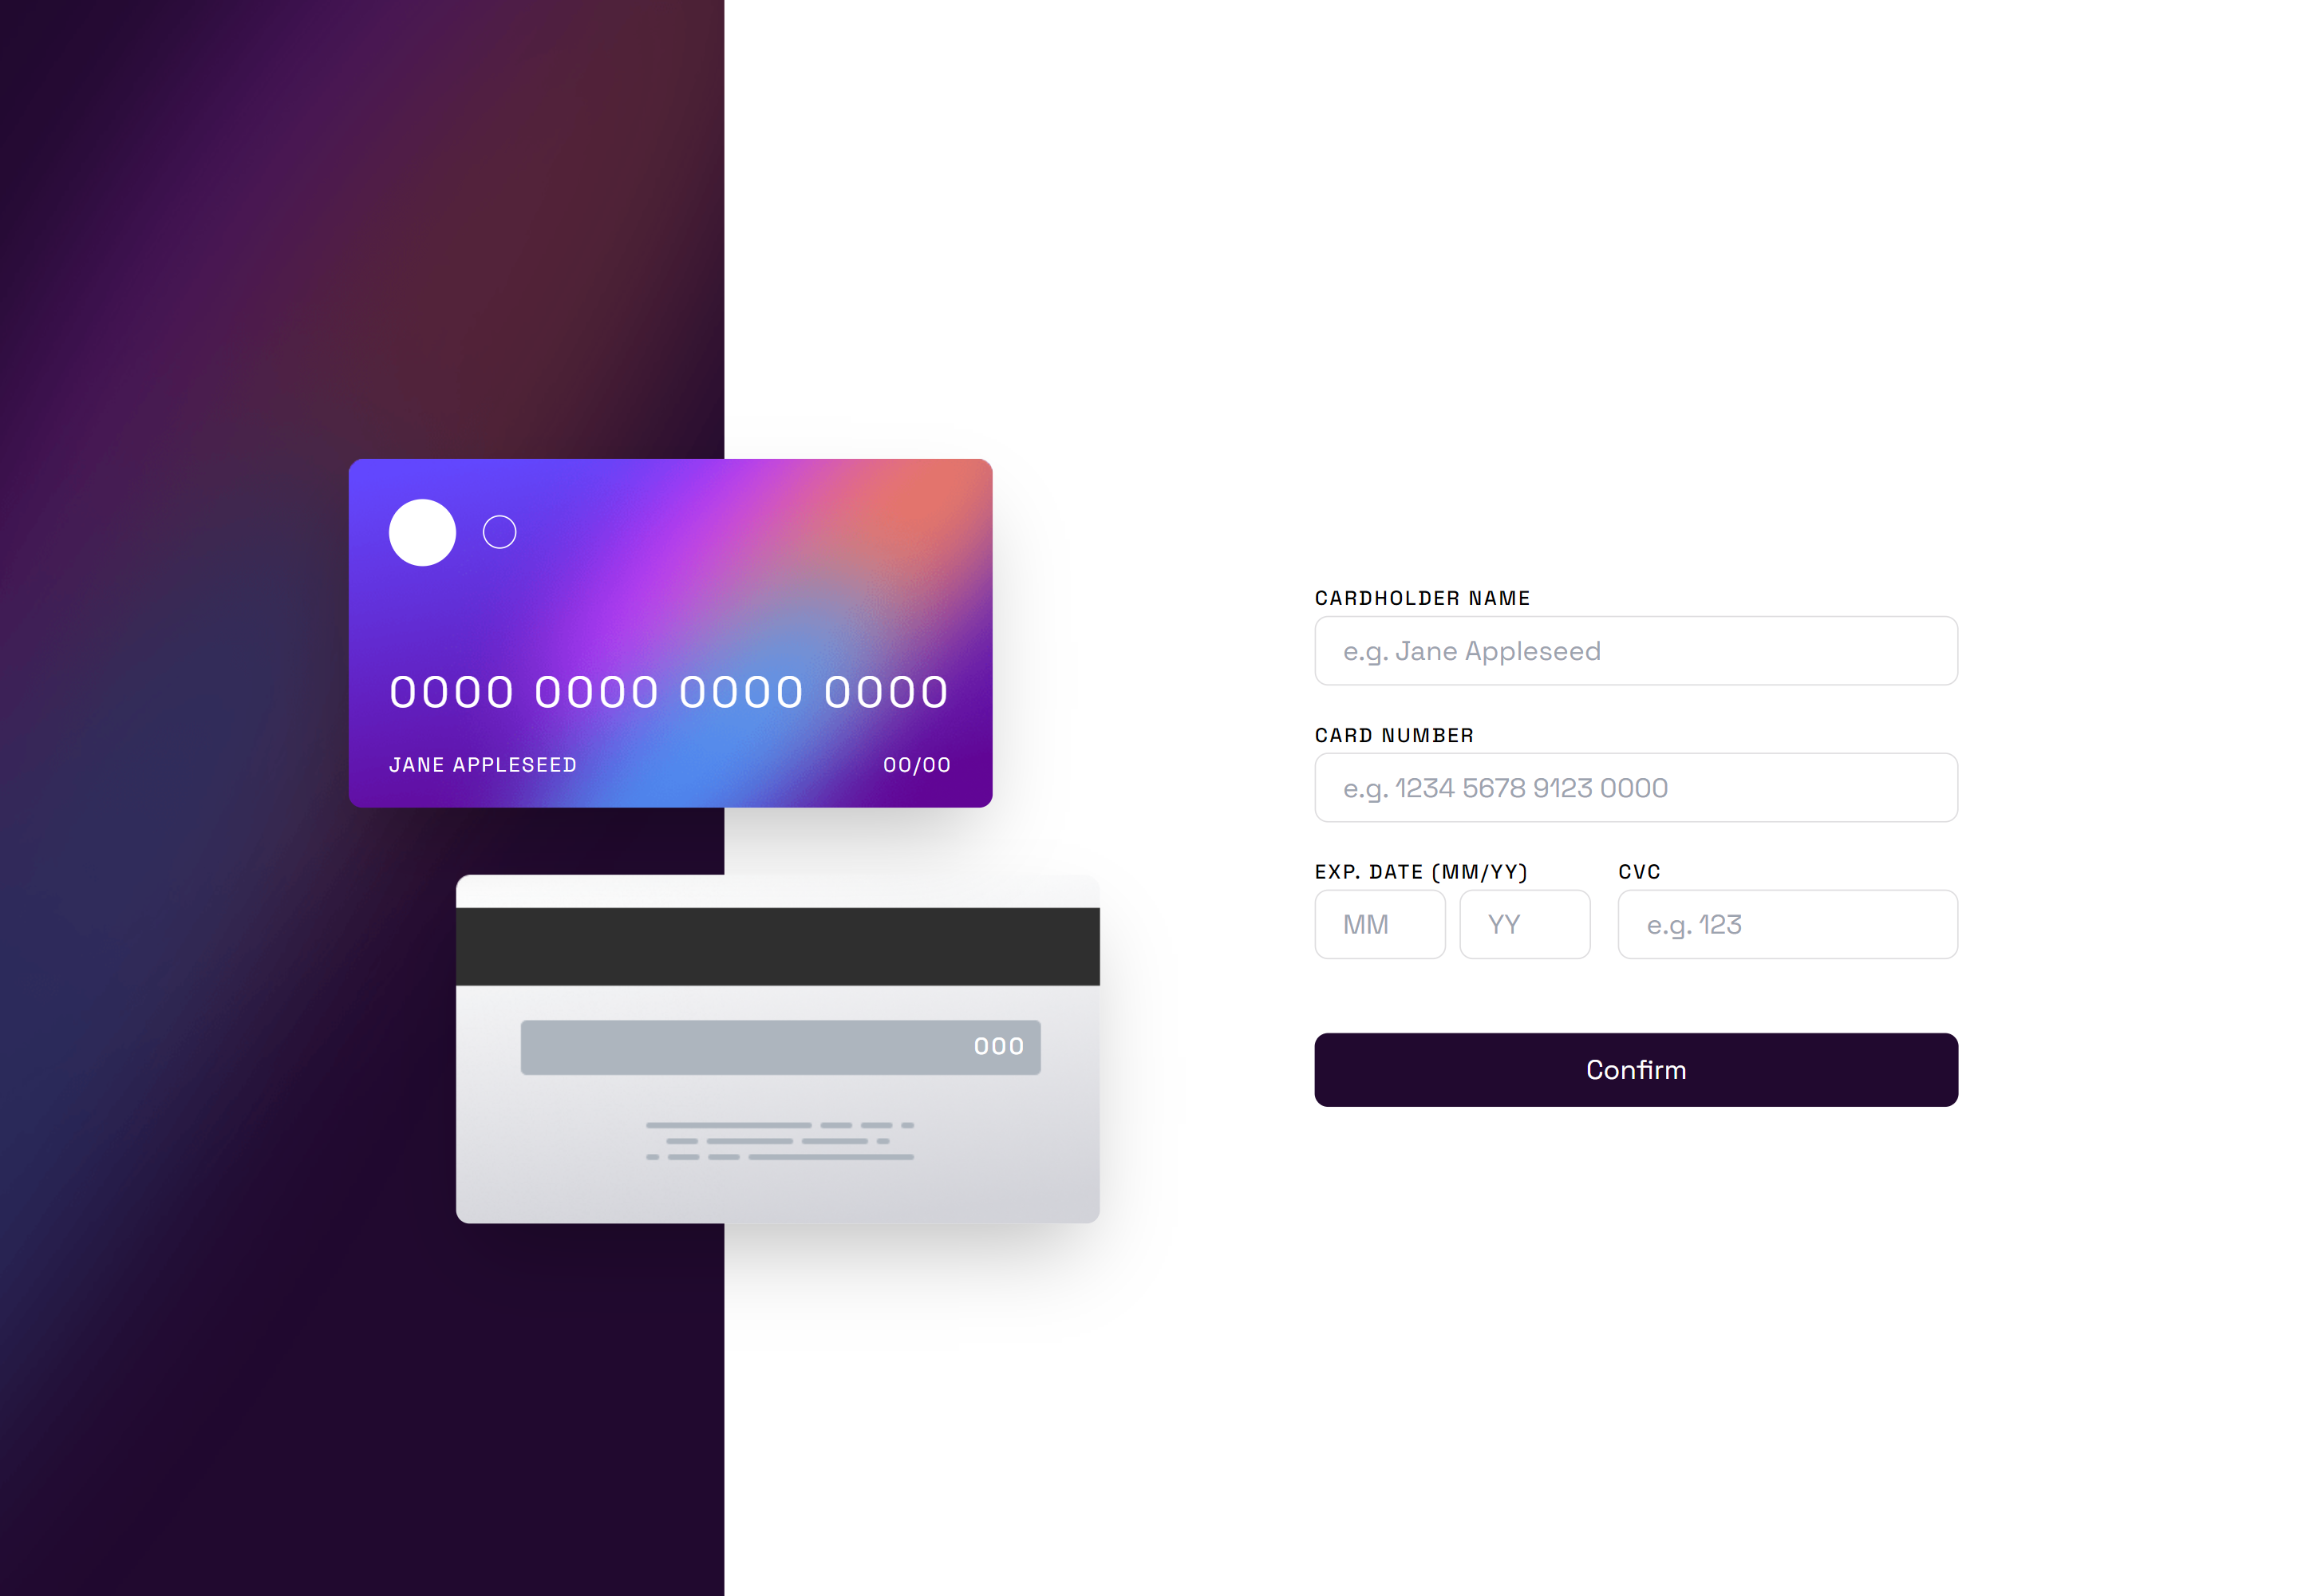 0000 0000 0000 0000
JANE APPLESEED 00/00
000
CARDHOLDER NAME
e.g. Jane Appleseed
CARD NUMBER
e.g. 1234 5678 9123 0000
EXP. DATE (MM/YY) CVC
MM YY e.g. 123
Confirm